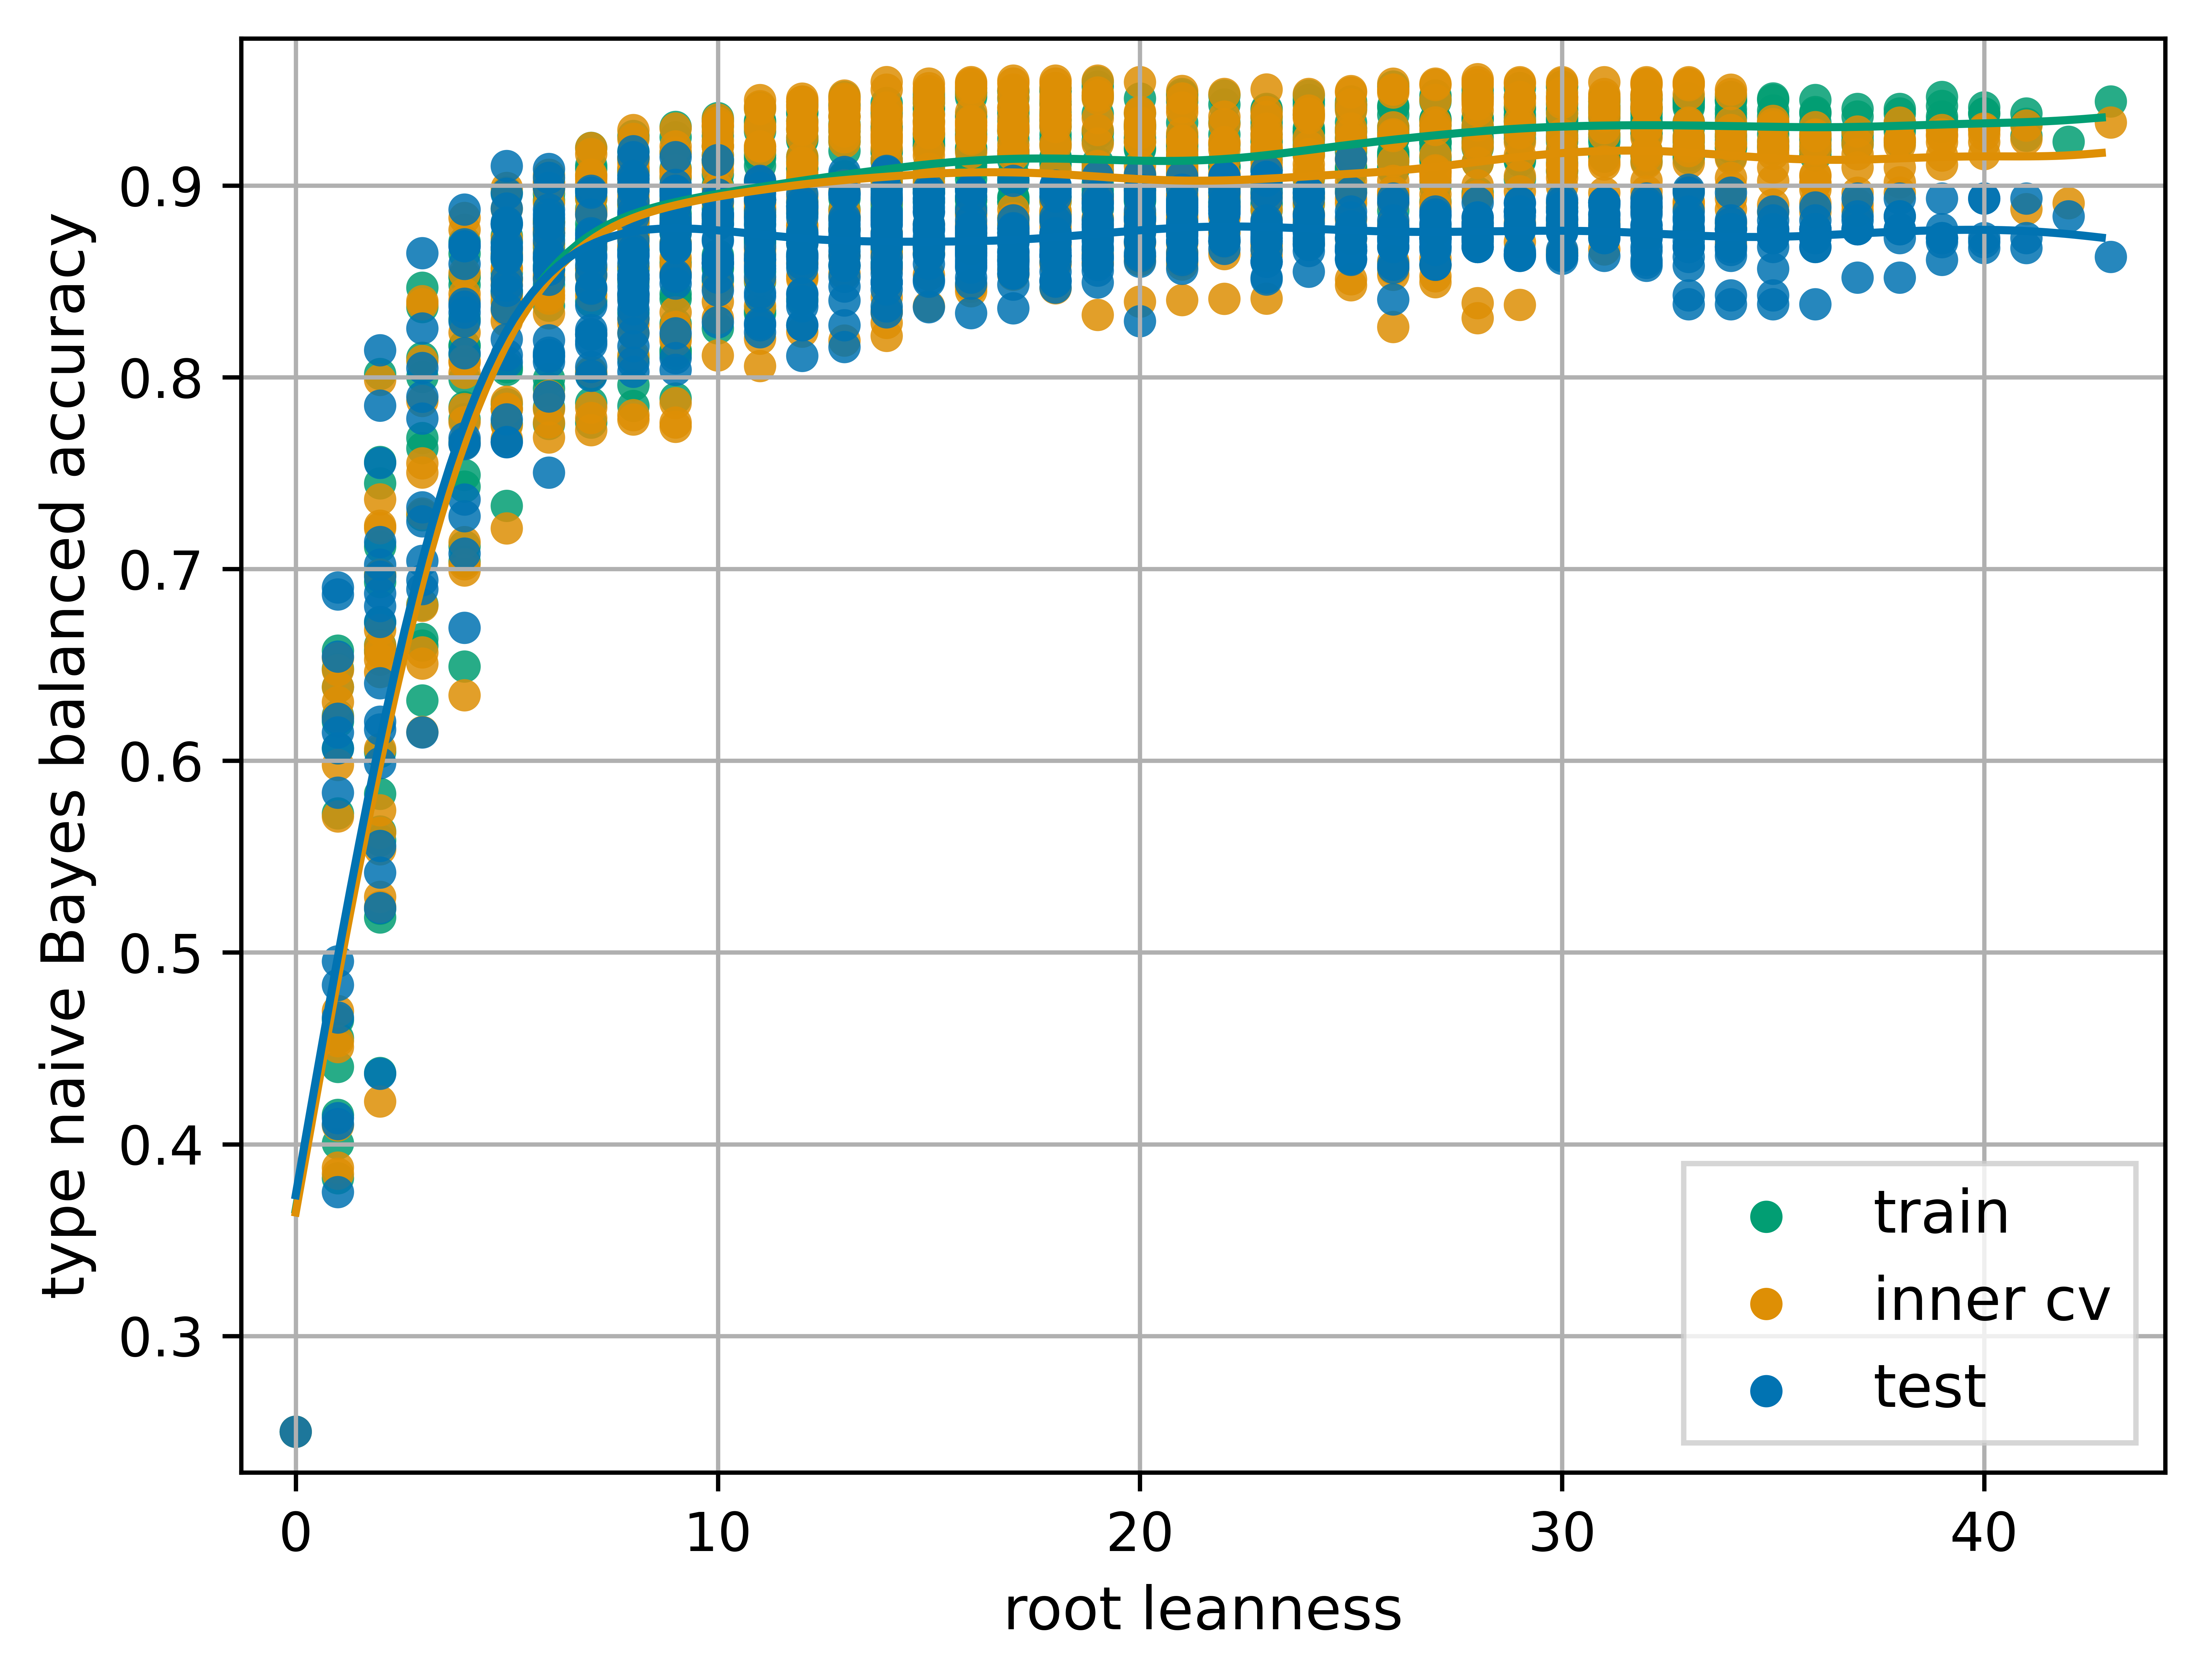 type naive Bayes balanced accuracy
0.9
0.8
0.7
0.6
0.5
0.4
0.3
0
10
20
30
40
root leanness
train
inner cv
test